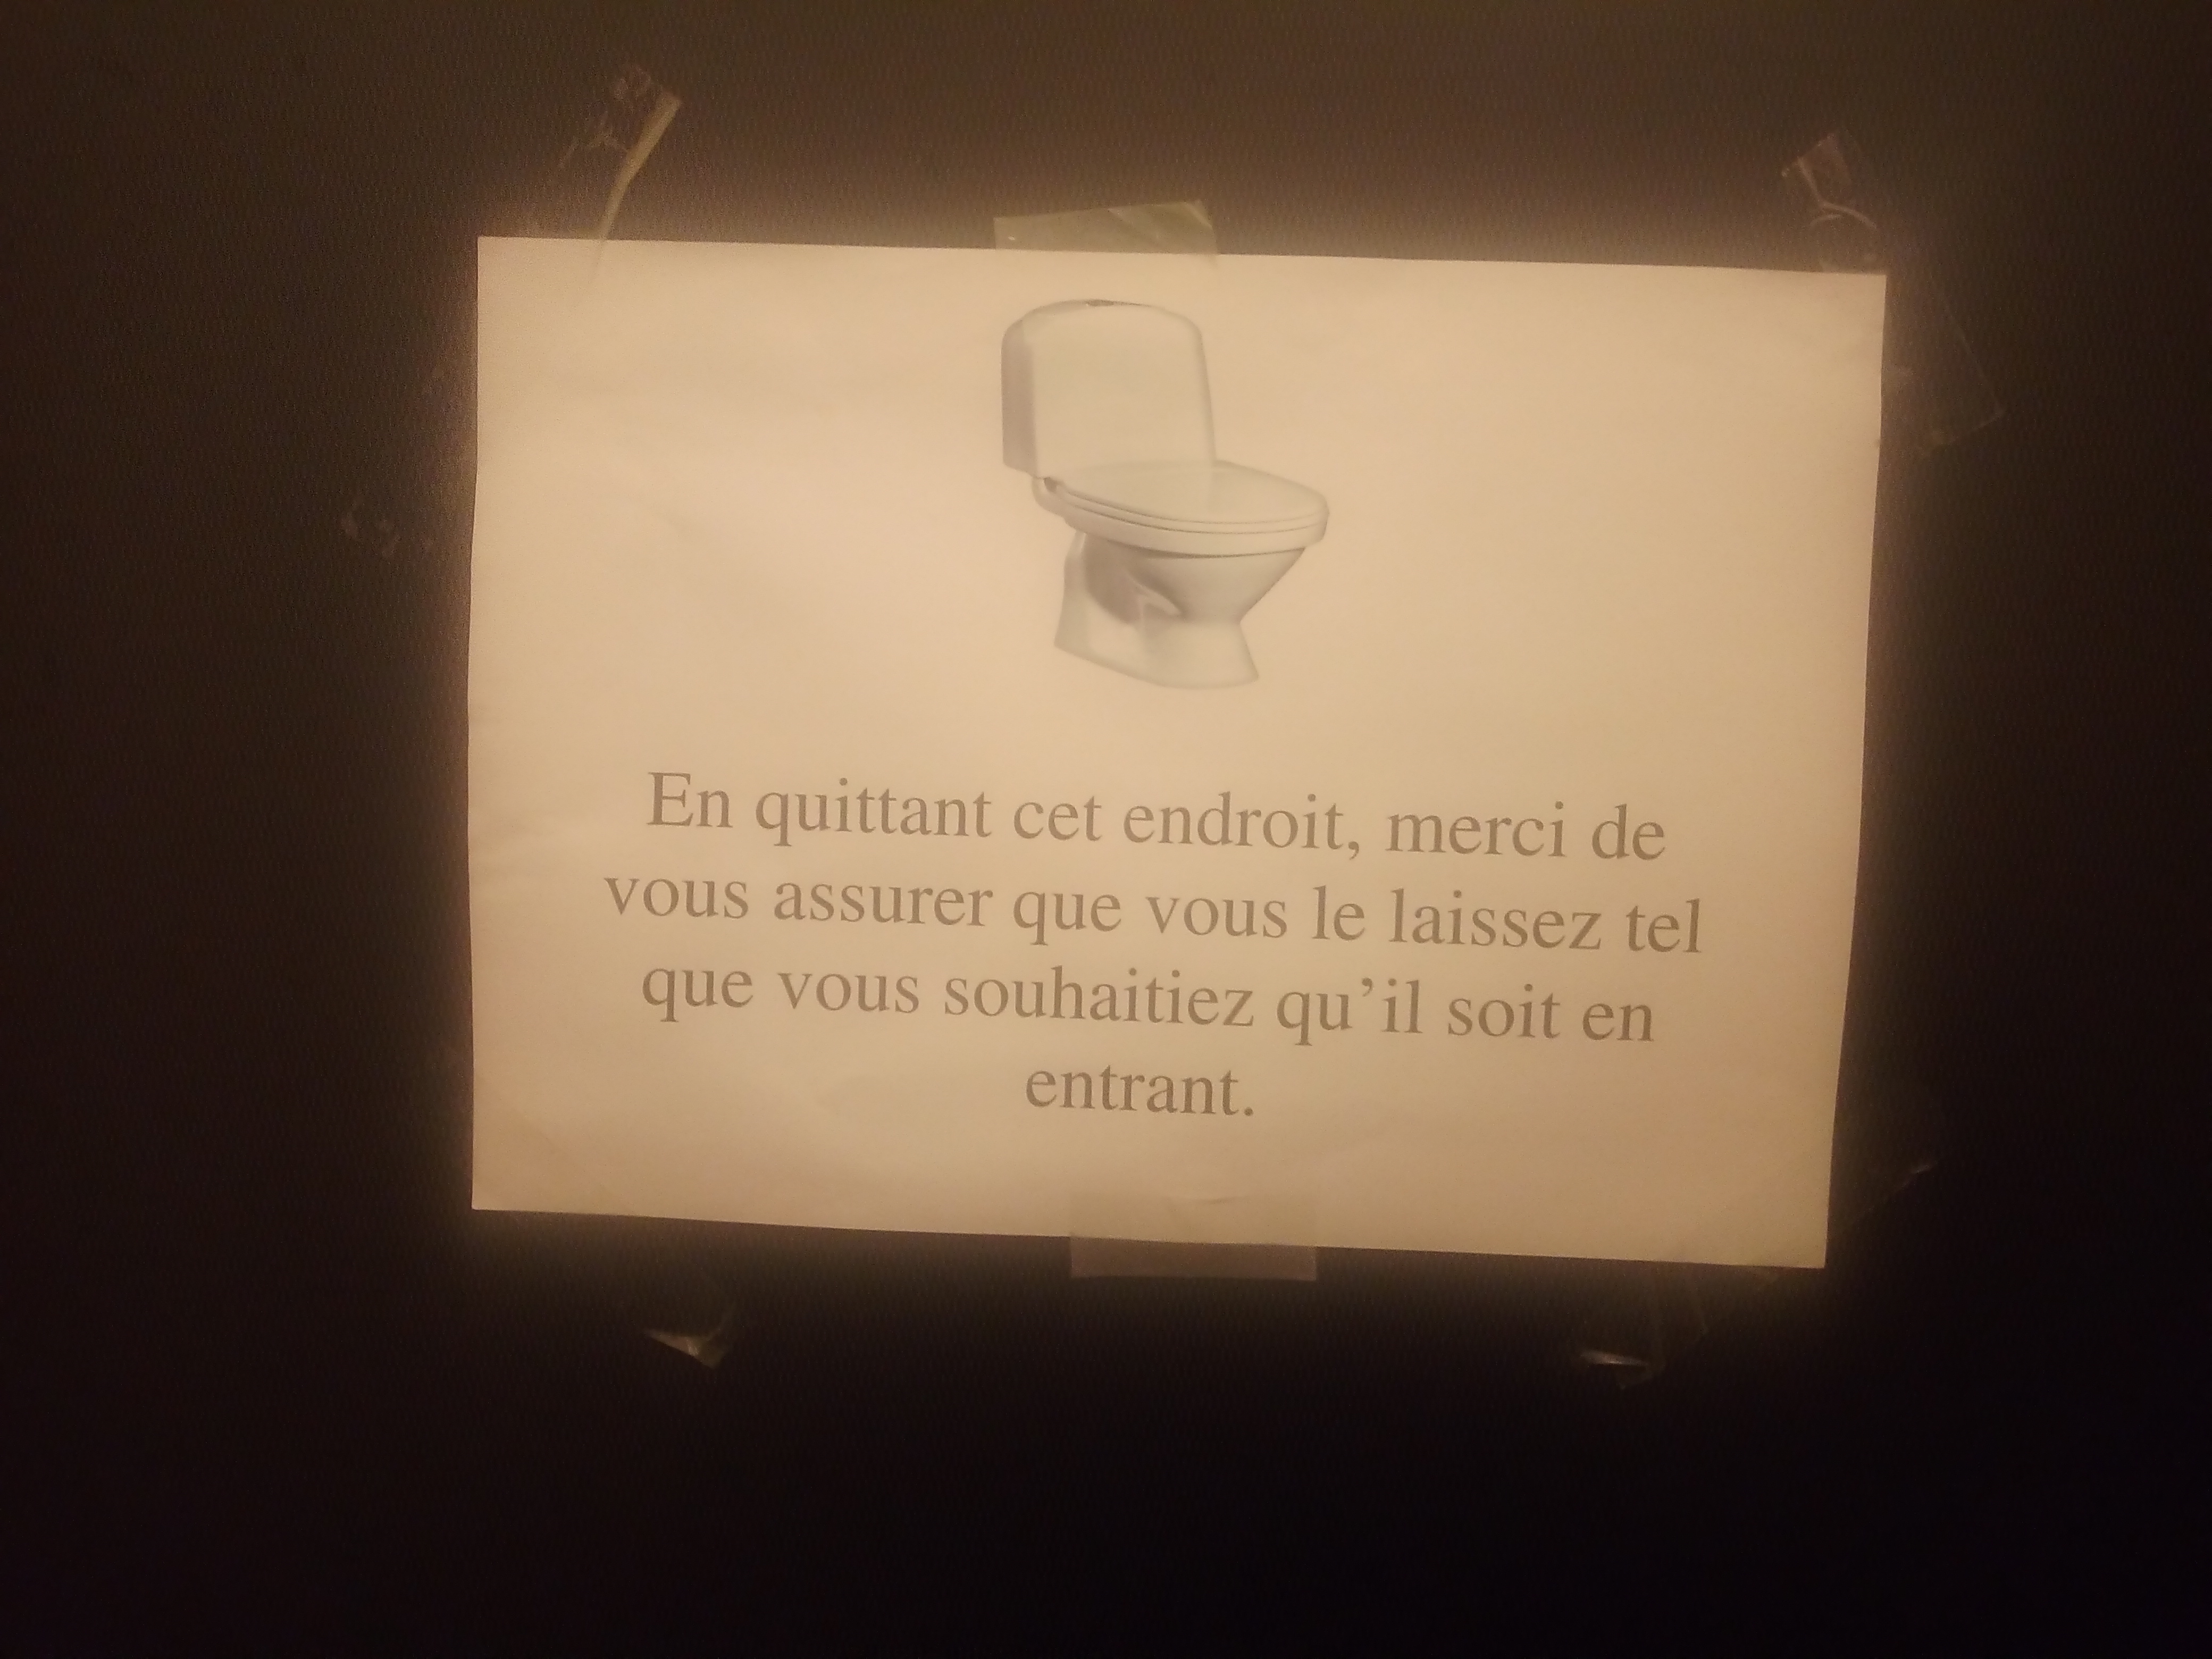 En quittant cet endroit, merci de
vous assurer que vous le laissez tel
que vous souhaitiez qu’il soit en
entrant.